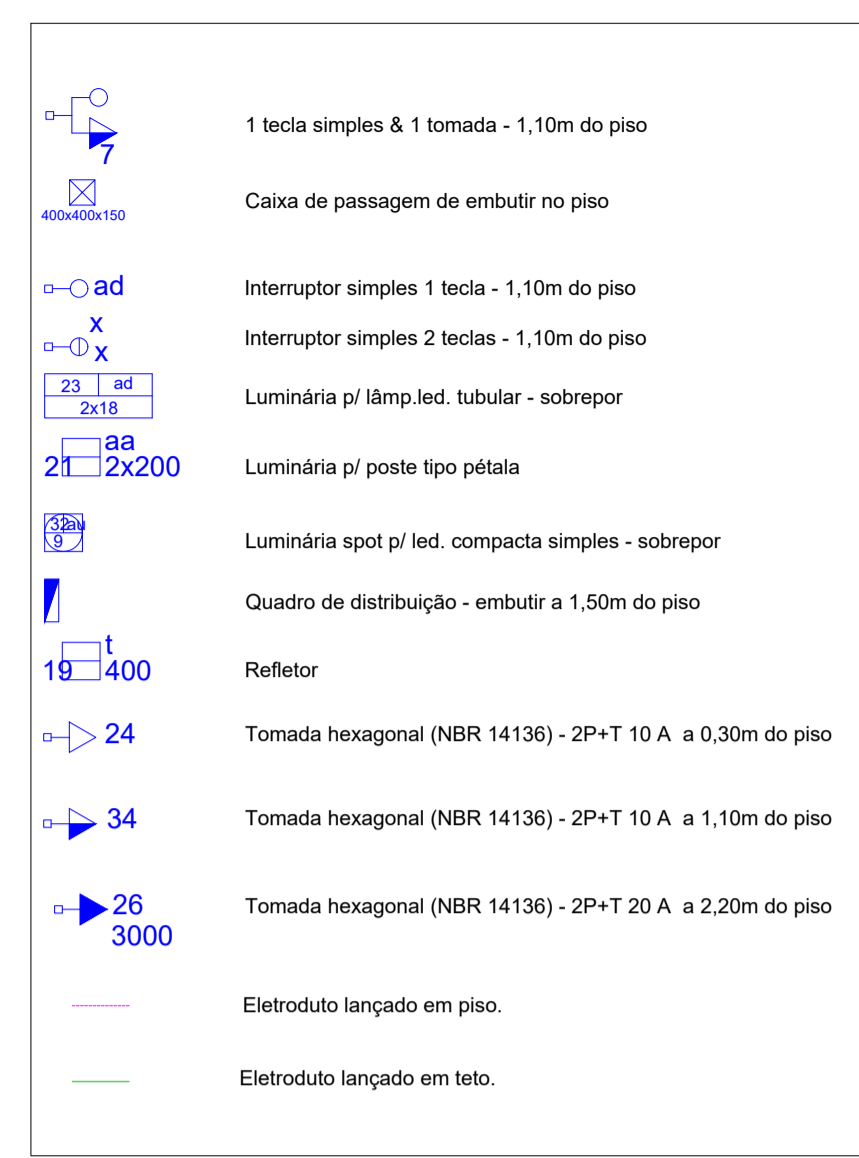 1 tecla simples & 1 tomada - 1,10m do piso
7
Caixa de passagem de embutir no piso
400x400x150
ad Interruptor simples 1 tecla - 1,10m do piso
x
x Interruptor simples 2 teclas - 1,10m do piso
23 ad
2x18
Luminária p/ lâmp.led. tubular - sobrepor
aa
21 2x200
Luminária p/ poste tipo pétala
32 au
9
Luminária spot p/ led. compacta simples - sobrepor
Quadro de distribuição - embutir a 1,50m do piso
t
19 400
Refletor
24 Tomada hexagonal (NBR 14136) - 2P+T 10 A a 0,30m do piso
34 Tomada hexagonal (NBR 14136) - 2P+T 10 A a 1,10m do piso
26 Tomada hexagonal (NBR 14136) - 2P+T 20 A a 2,20m do piso
3000
Eletroduto lançado em piso.
Eletroduto lançado em teto.